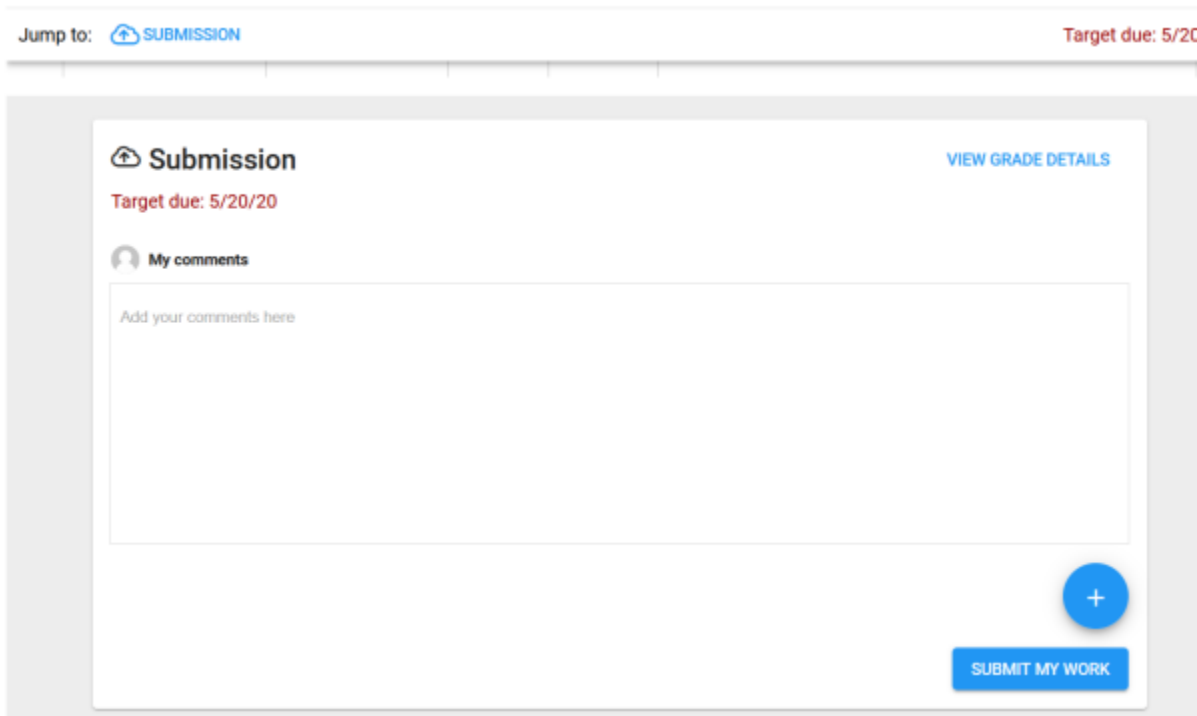 Jump to: SUBMISSION Target due: 5/20
Submission VIEW GRADE DETAILS
Target due: 5/20/20
My comments
Add your comments here
+
SUBMIT MY WORK